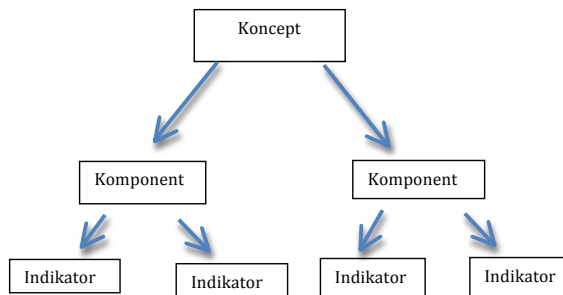 Koncept
Komponent
Komponent
Indikator
Indikator
Indikator
Indikator